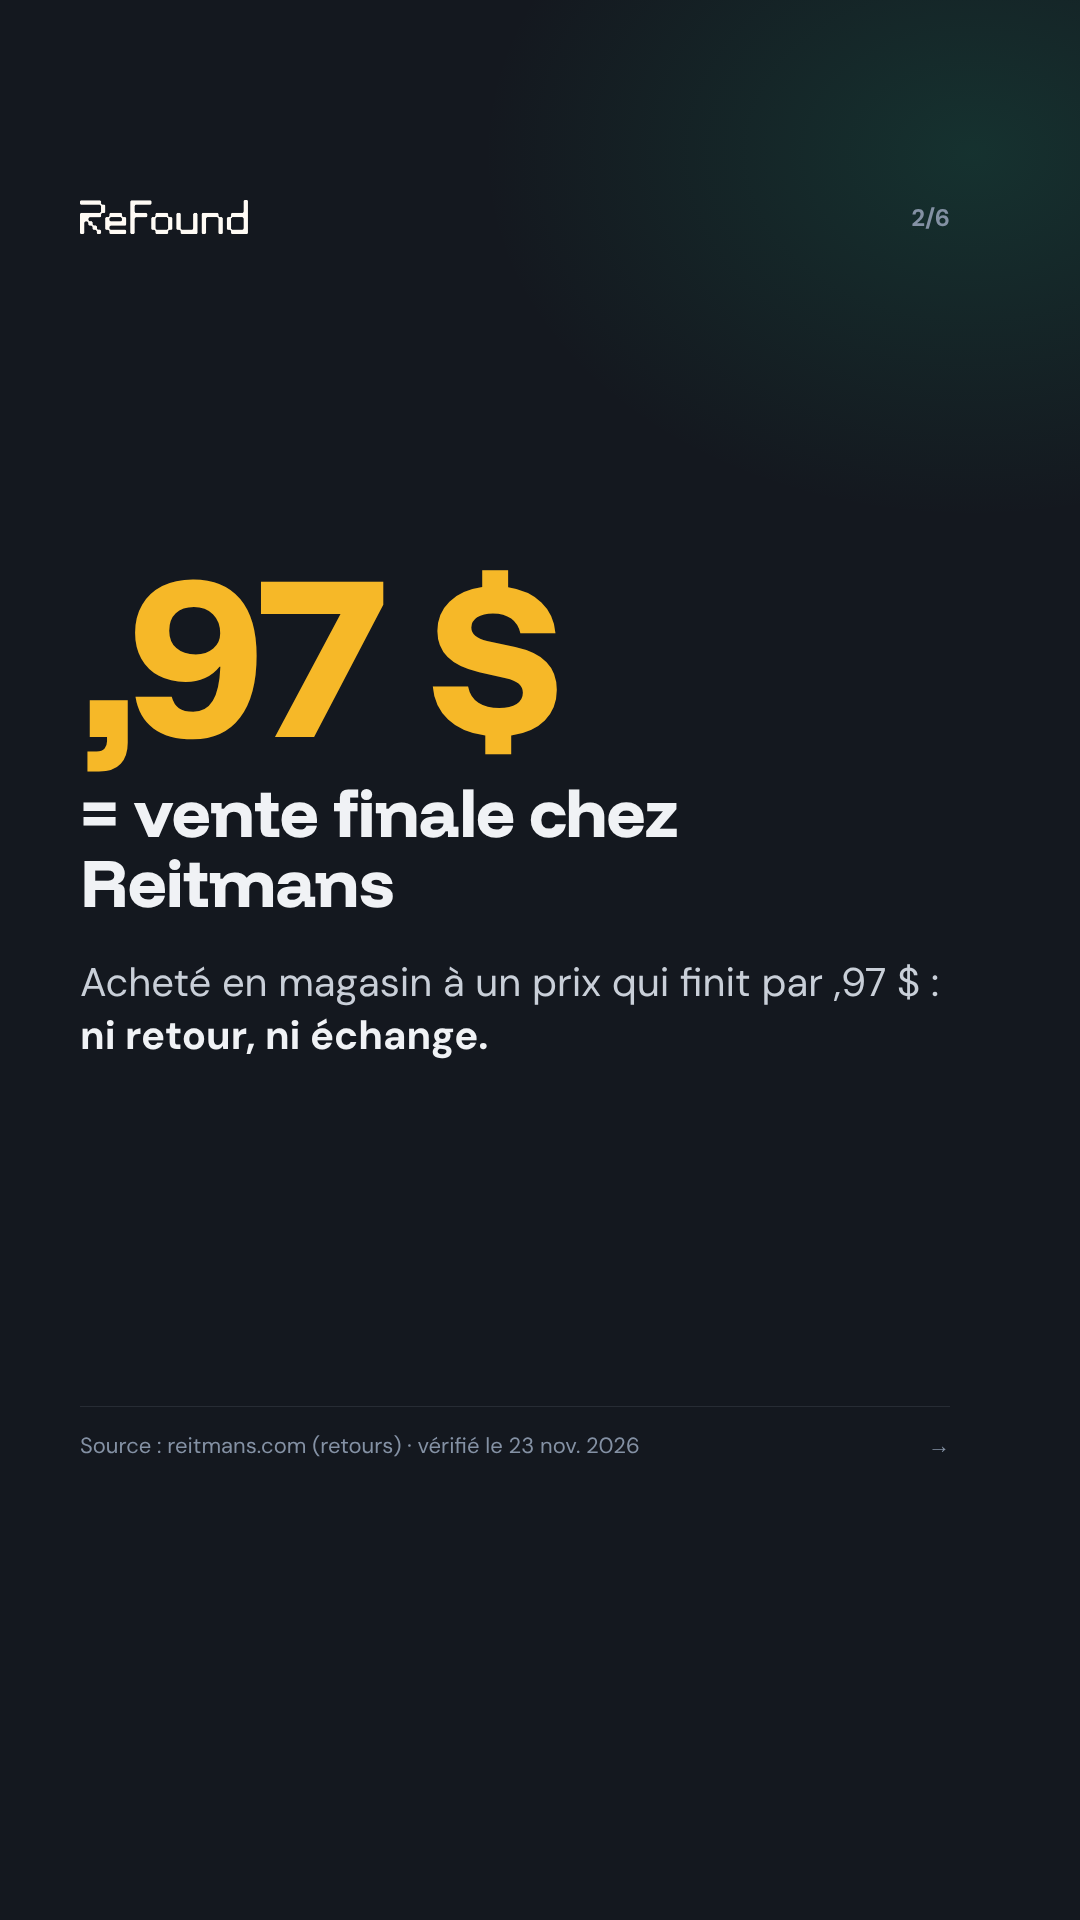 ReFound
2/6
,97 $
= vente finale chez
Reitmans
Acheté en magasin à un prix qui finit par ,97 $ :
ni retour, ni échange.
Source : reitmans.com (retours) · vérifié le 23 nov. 2026 →